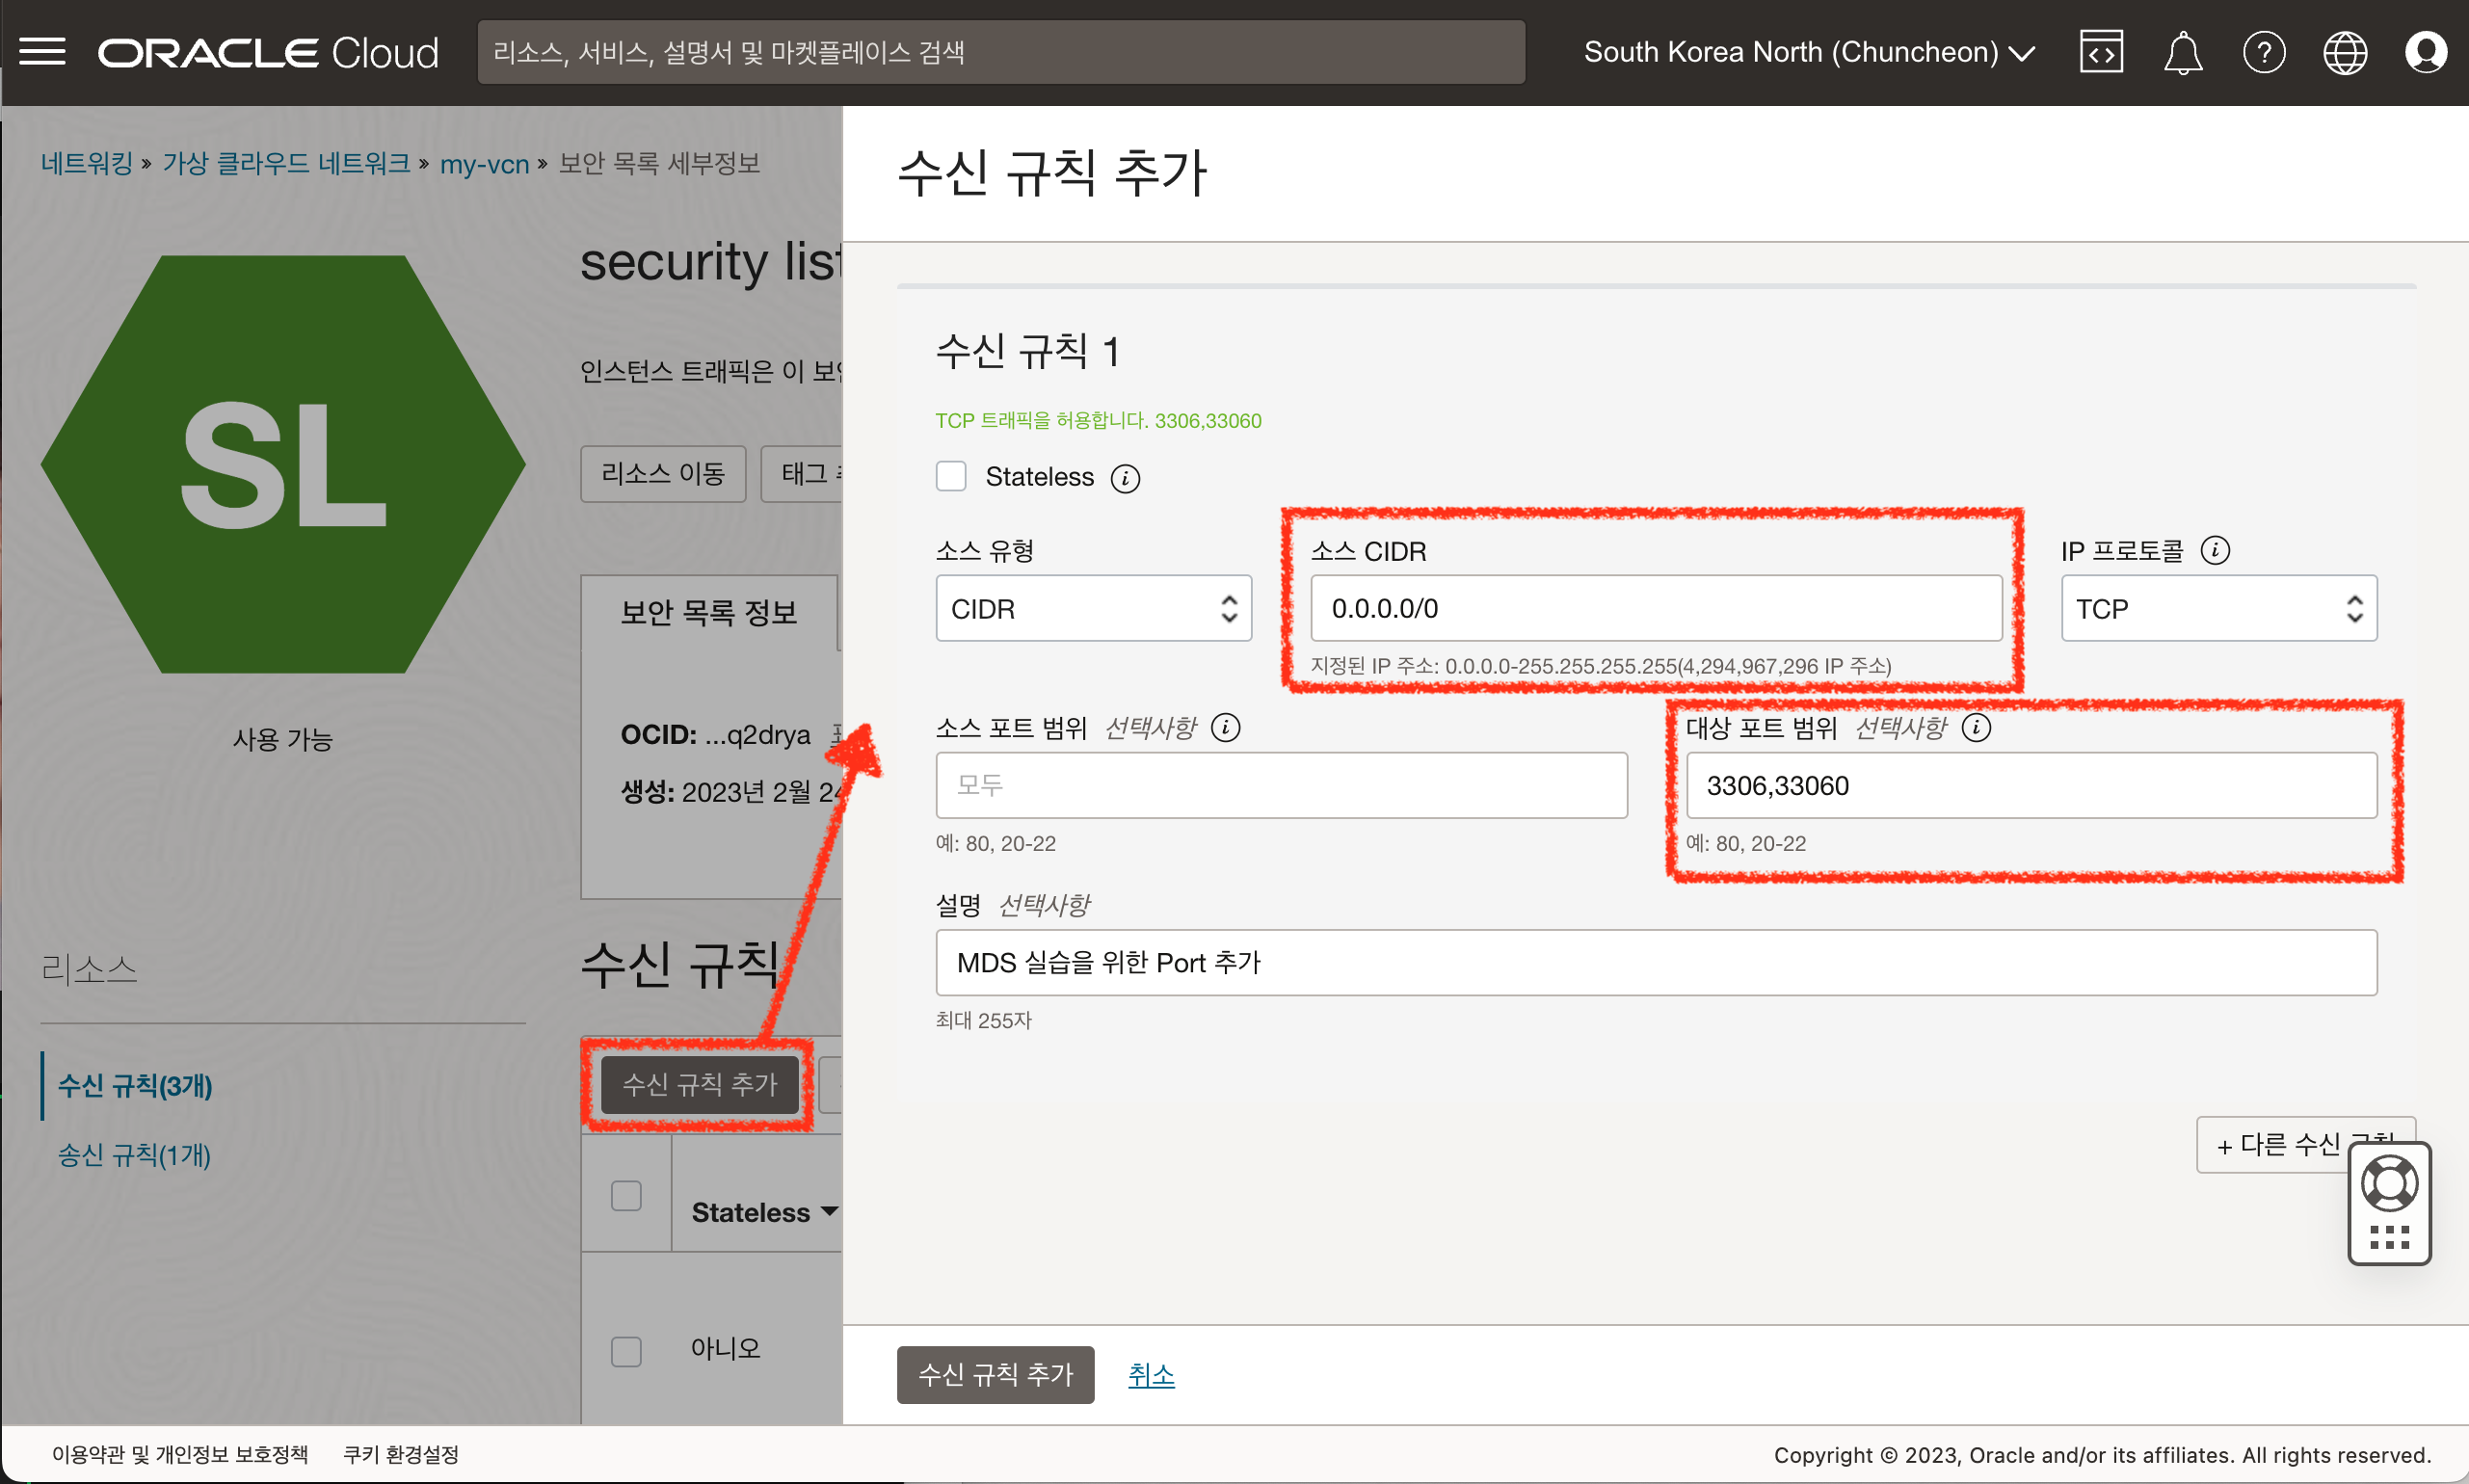 ORACLE Cloud
리소스, 서비스, 설명서 및 마켓플레이스 검색
South Korea North (Chuncheon)
네트워킹 » 가상 클라우드 네트워크 » my-vcn » 보안 목록 세부정보
SL
사용 가능
리소스
수신 규칙(3개)
송신 규칙(1개)
security list
인스턴스 트래픽은 이
리소스 이동
태그
보안 목록 정보
OCID: ...q2drya
생성: 2023년 2월 24
수신 규칙
수신 규칙 추가
Stateless
아니오
수신 규칙 추가
수신 규칙 1
TCP 트래픽을 허용합니다. 3306,33060
Stateless
소스 유형
CIDR
소스 CIDR
0.0.0.0/0
지정된 IP 주소: 0.0.0.0-255.255.255.255(4,294,967,296 IP 주소)
IP 프로토콜
TCP
소스 포트 범위 선택사항
모두
예: 80, 20-22
대상 포트 범위 선택사항
3306,33060
예: 80, 20-22
설명 선택사항
MDS 실습을 위한 Port 추가
최대 255자
+ 다른 수신
수신 규칙 추가
취소
이용약관 및 개인정보 보호정책
쿠키 환경설정
Copyright © 2023, Oracle and/or its affiliates. All rights reserved.